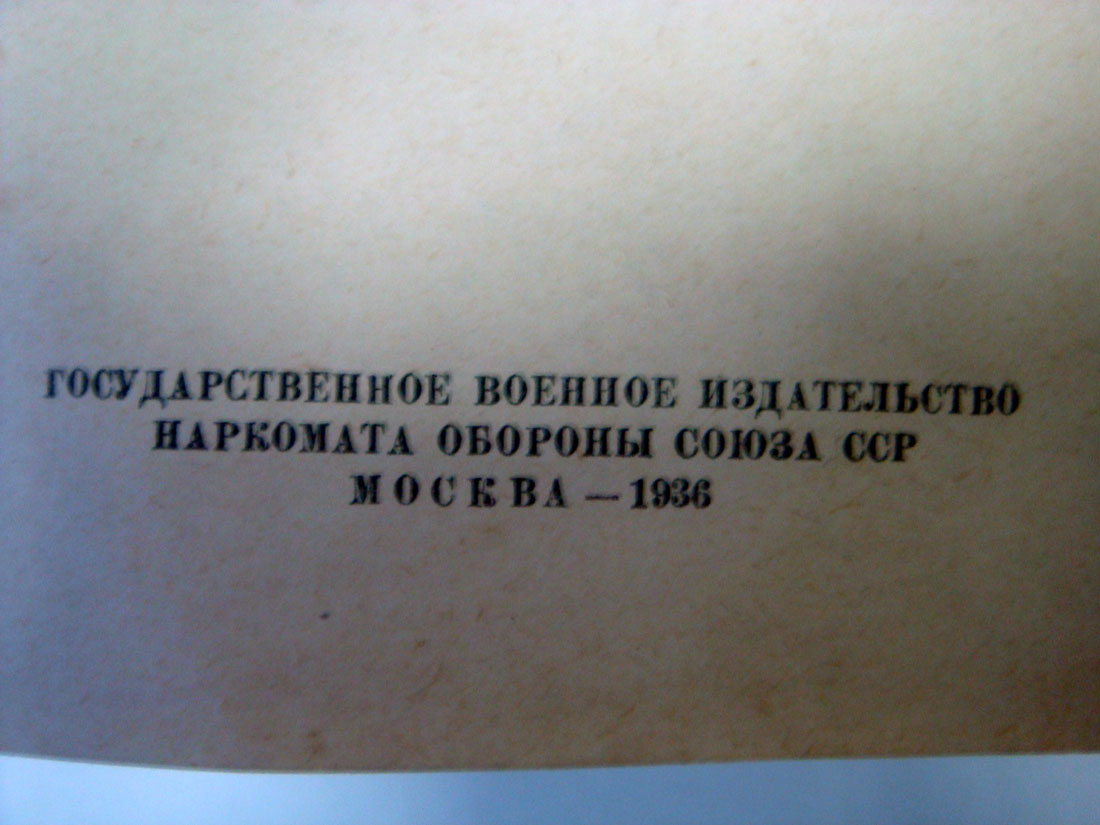 ГОСУДАРСТВЕННОЕ ВОЕННОЕ ИЗДАТЕЛЬСТВО
НАРКОМАТА ОБОРОНЫ СОЮЗА ССР
МОСКВА — 1936